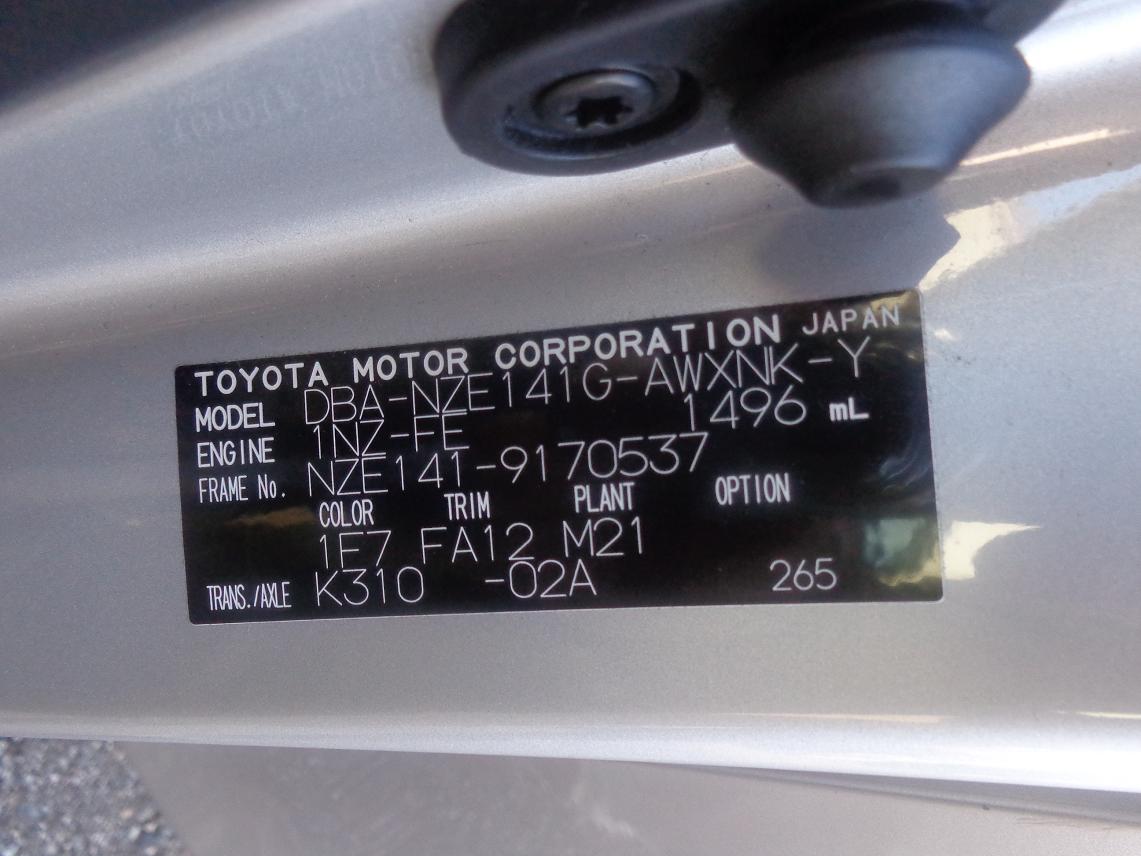 TOYOTA MOTOR CORPORATION JAPAN
MODEL DBA-NZE141G-AWXNK-Y
ENGINE 1NZ-FE 1496 mL
FRAME No. NZE141-9170537
COLOR TRIM PLANT OPTION
1E7 FA12 M21
TRANS./AXLE K310 -02A 265